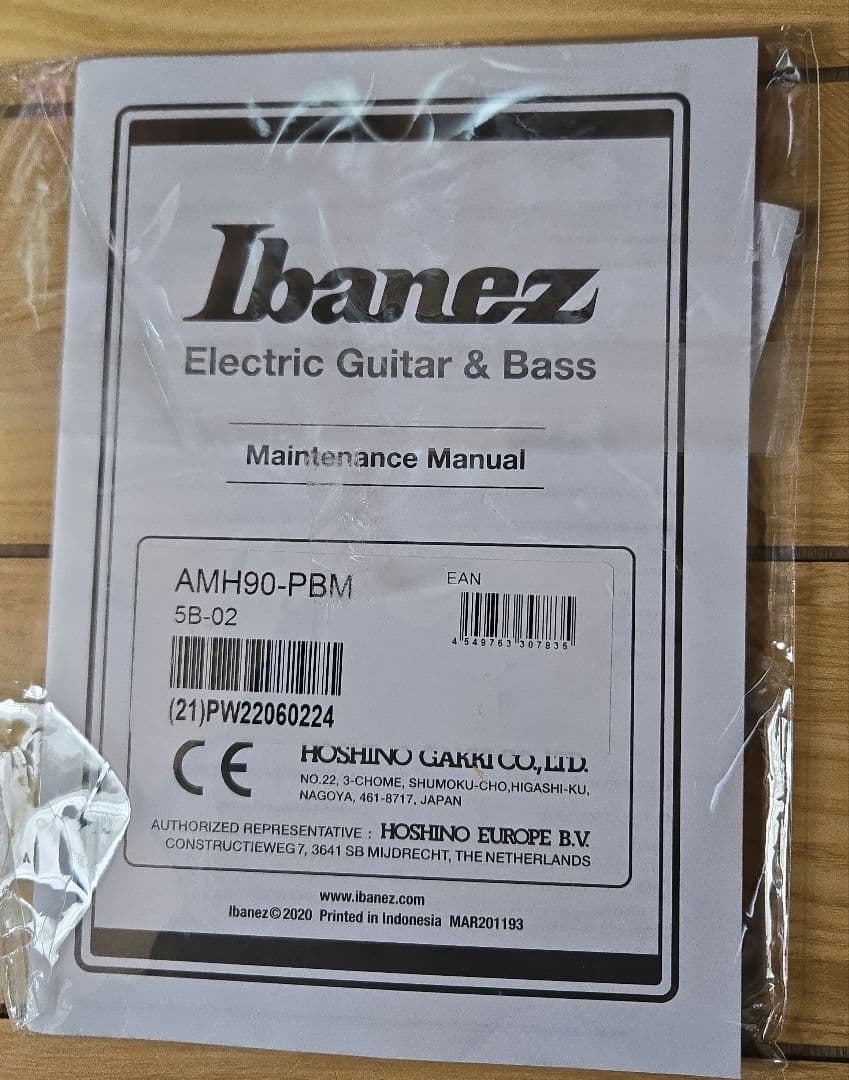 Ibanez
Electric Guitar & Bass
Maintenance Manual
AMH90-PBM
5B-02
EAN
4 549763 307835
(21)PW22060224
CE
HOSHINO GAKKI CO., LTD.
NO.22, 3-CHOME, SHUMOKU-CHO,HIGASHI-KU,
NAGOYA, 461-8717, JAPAN
AUTHORIZED REPRESENTATIVE : HOSHINO EUROPE B.V.
CONSTRUCTIEWEG 7, 3641 SB MIJDRECHT, THE NETHERLANDS
www.ibanez.com
Ibanez©2020 Printed in Indonesia MAR201193